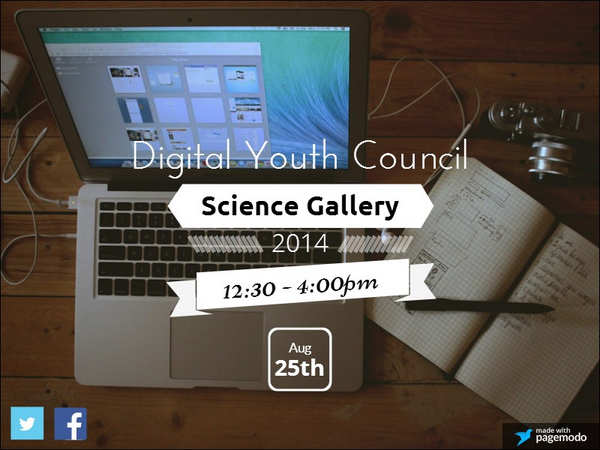 Digital Youth Council
Science Gallery
2014
12:30 - 4:00pm
Aug
25th
made with
pagemodo